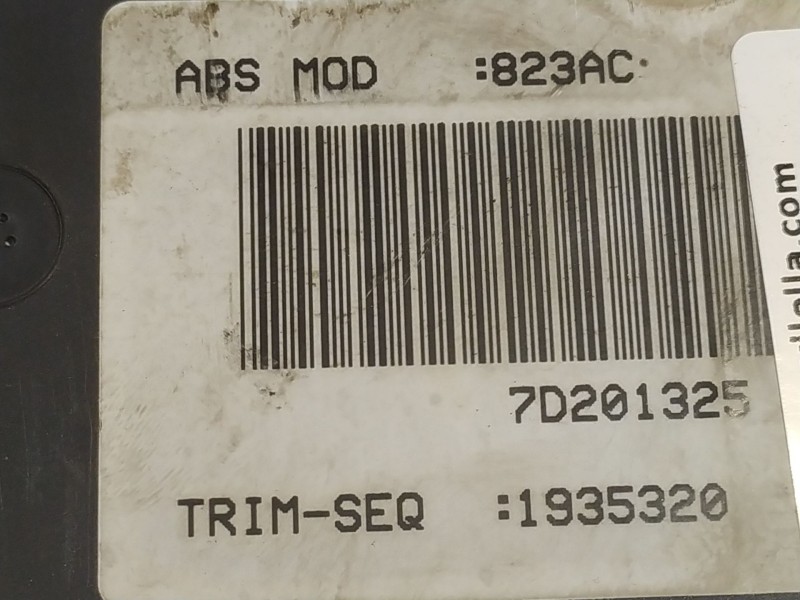 ABS MOD :823AC
7D201325
TRIM-SEQ :1935320